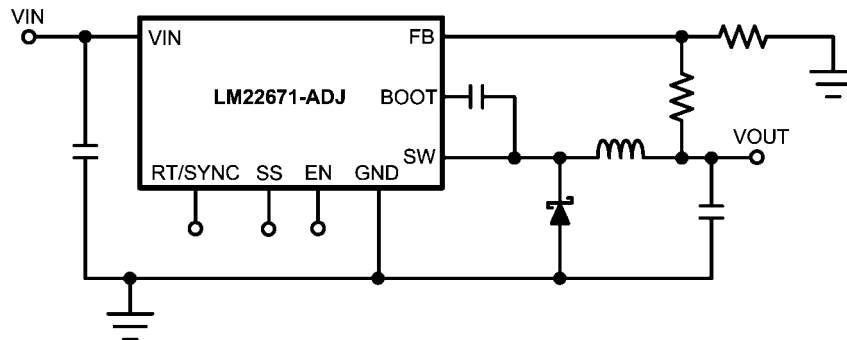 VIN
VIN
FB
LM22671-ADJ
BOOT
SW
VOUT
RT/SYNC SS EN GND